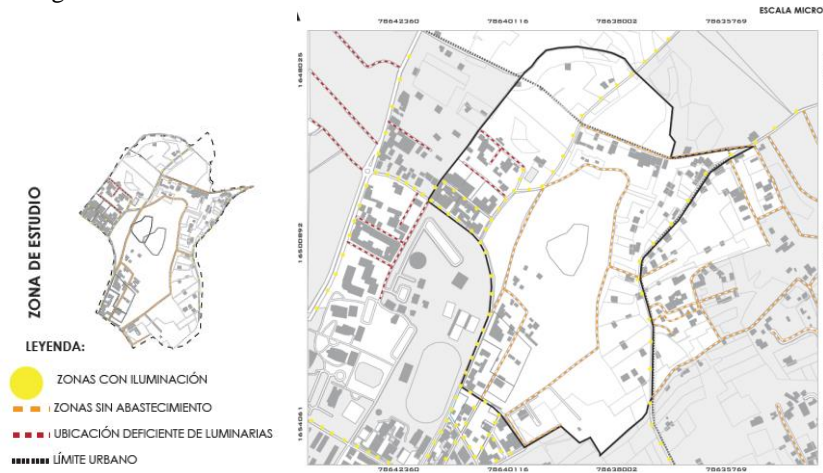 ESCALA MICRO
78642360 78640116 78638002 78635769
1648025
16500892
1654061
78642360 78640116 78638002 78635769
ZONA DE ESTUDIO
LEYENDA:
ZONAS CON ILUMINACIÓN
ZONAS SIN ABASTECIMIENTO
UBICACIÓN DEFICIENTE DE LUMINARIAS
LÍMITE URBANO